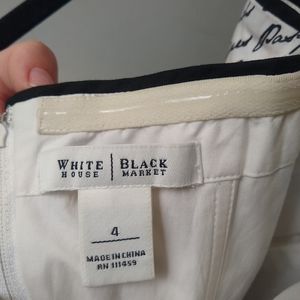 WHITE | BLACK
HOUSE | MARKET
4
MADE IN CHINA
RN 111459